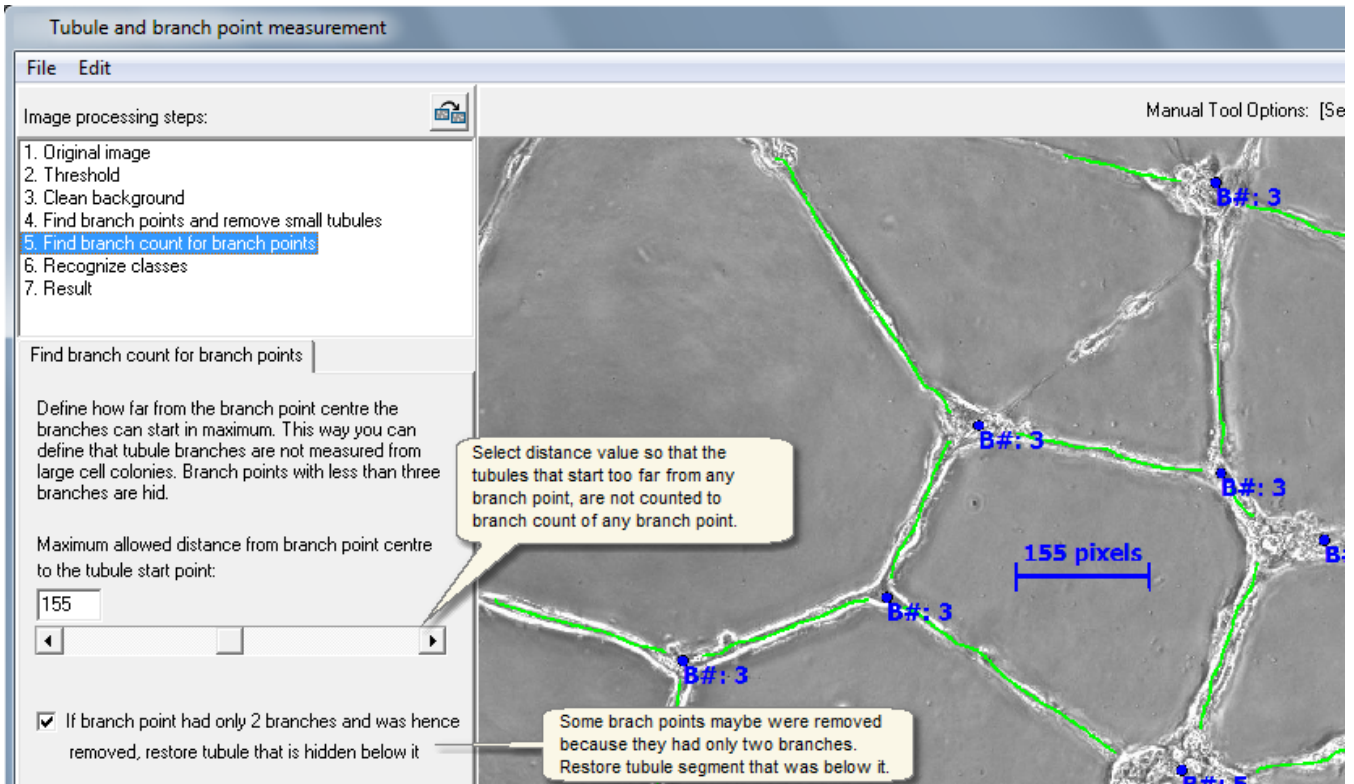 Tubule and branch point measurement
File Edit
Image processing steps:
Manual Tool Options: [Se
1. Original image
2. Threshold
3. Clean background
4. Find branch points and remove small tubules
5. Find branch count for branch points
6. Recognize classes
7. Result
Find branch count for branch points
Define how far from the branch point centre the
branches can start in maximum. This way you can
define that tubule branches are not measured from
large cell colonies. Branch points with less than three
branches are hid.
Maximum allowed distance from branch point centre
to the tubule start point:
155
If branch point had only 2 branches and was hence
removed, restore tubule that is hidden below it
Select distance value so that the
tubules that start too far from any
branch point, are not counted to
branch count of any branch point.
Some brach points maybe were removed
because they had only two branches.
Restore tubule segment that was below it.
B#: 3
B#: 3
B#: 3
B#
155 pixels
B#: 3
B#: 3
B#: 5